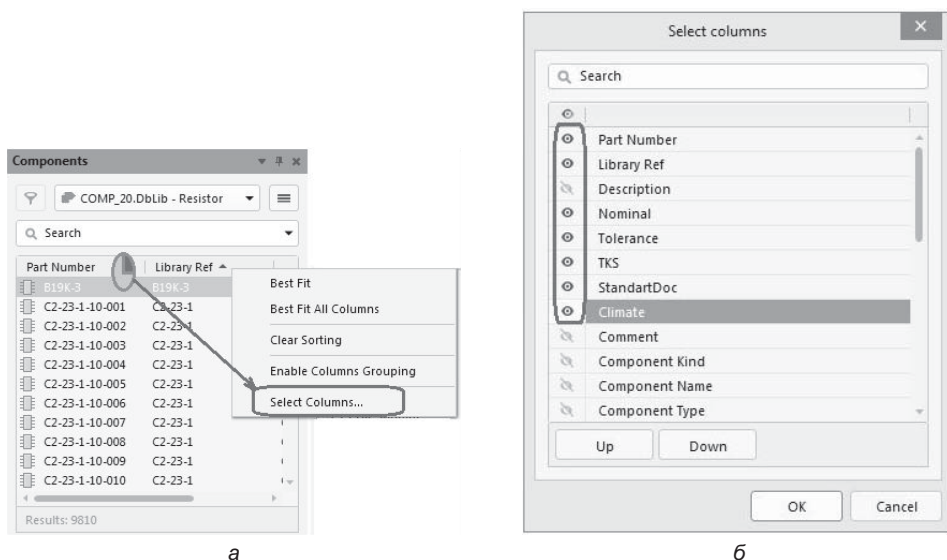 Components
COMP_20.DbLib - Resistor
Search
Part Number Library Ref
B19K-3 B19K-3
C2-23-1-10-001 C2-23-1
C2-23-1-10-002 C2-23-1
C2-23-1-10-003 C2-23-1
C2-23-1-10-004 C2-23-1
C2-23-1-10-005 C2-23-1
C2-23-1-10-006 C2-23-1
C2-23-1-10-007 C2-23-1
C2-23-1-10-008 C2-23-1
C2-23-1-10-009 C2-23-1
C2-23-1-10-010 C2-23-1
Results: 9810
Best Fit
Best Fit All Columns
Clear Sorting
Enable Columns Grouping
Select Columns...
а
Select columns
Search
Part Number
Library Ref
Description
Nominal
Tolerance
TKS
StandartDoc
Climate
Comment
Component Kind
Component Name
Component Type
Up Down
OK Cancel
б